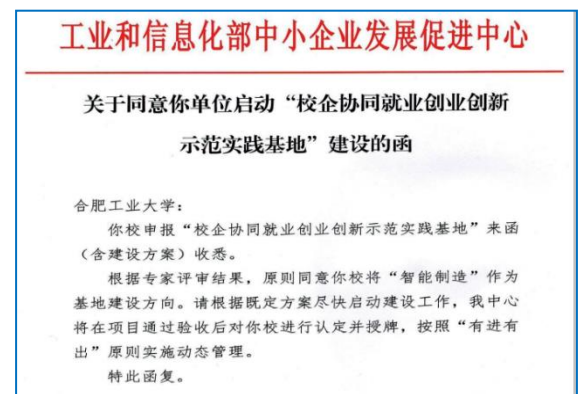 工业和信息化部中小企业发展促进中心
关于同意你单位启动“校企协同就业创业创新
示范实践基地”建设的函
合肥工业大学：
你校申报“校企协同就业创业创新示范实践基地”来函
（含建设方案）收悉。
根据专家评审结果，原则同意你校将“智能制造”作为
基地建设方向。请根据既定方案尽快启动建设工作，我中心
将在项目通过验收后对你校进行认定并授牌，按照“有进有
出”原则实施动态管理。
特此函复。